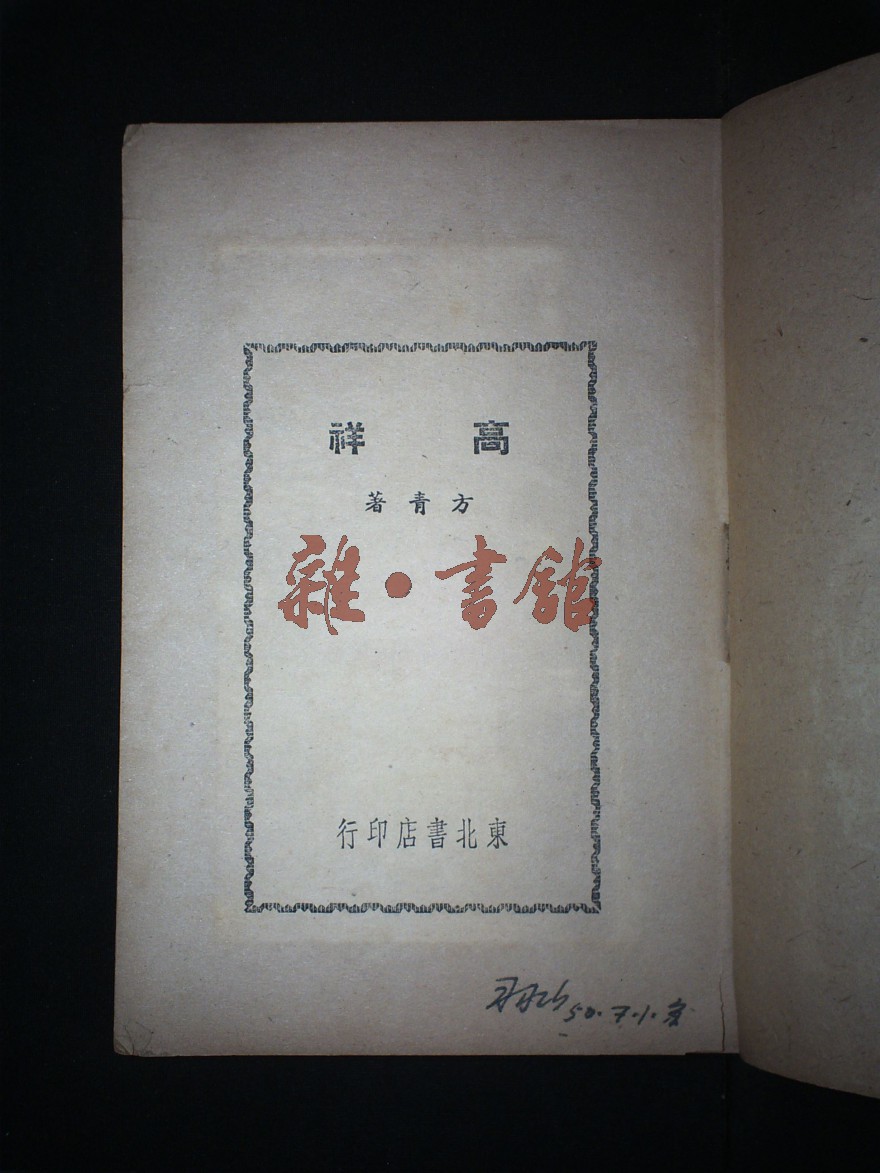 高祥
方青著
雜·書館
東北書店印行
50.7.1.